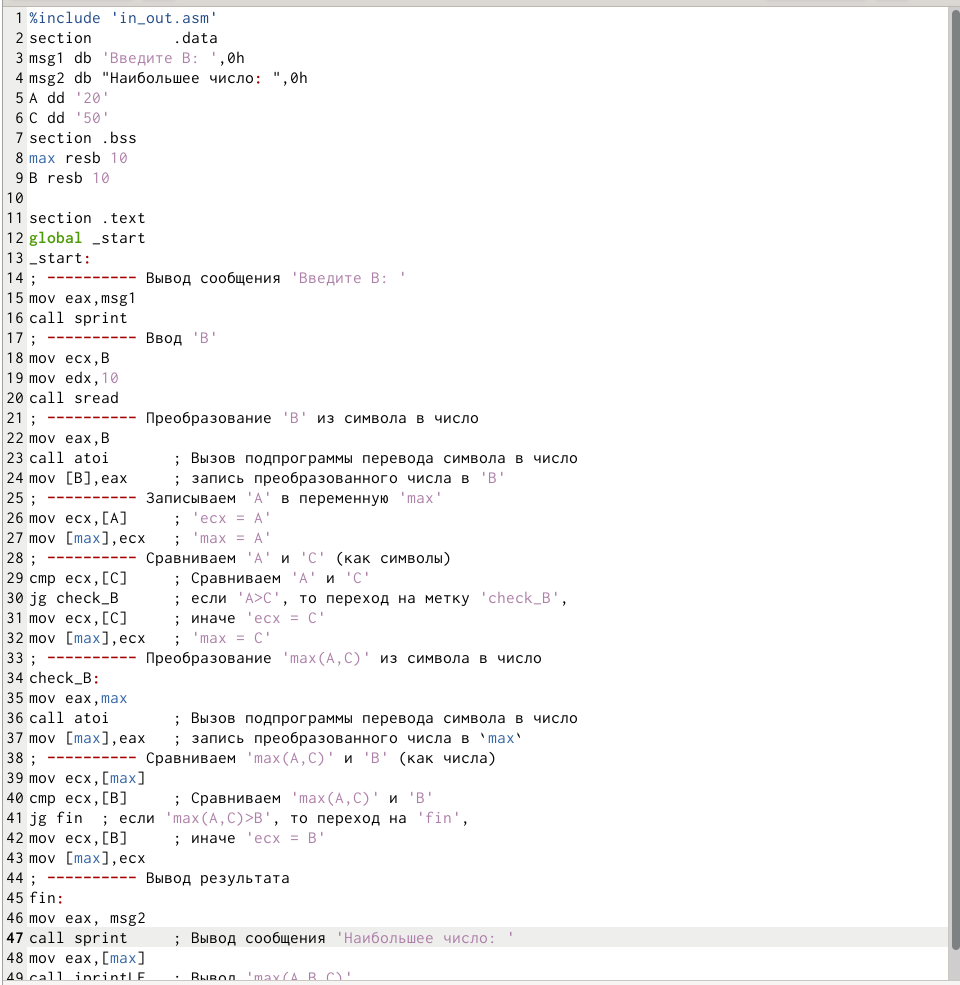 1 %include 'in_out.asm'
2 section         .data
3 msg1 db 'Введите B: ',0h
4 msg2 db "Наибольшее число: ",0h
5 A dd '20'
6 C dd '50'
7 section .bss
8 max resb 10
9 B resb 10
10
11 section .text
12 global _start
13 _start:
14 ; ---------- Вывод сообщения 'Введите B: '
15 mov eax,msg1
16 call sprint
17 ; ---------- Ввод 'B'
18 mov ecx,B
19 mov edx,10
20 call sread
21 ; ---------- Преобразование 'B' из символа в число
22 mov eax,B
23 call atoi       ; Вызов подпрограммы перевода символа в число
24 mov [B],eax     ; запись преобразованного числа в 'B'
25 ; ---------- Записываем 'A' в переменную 'max'
26 mov ecx,[A]     ; 'ecx = A'
27 mov [max],ecx   ; 'max = A'
28 ; ---------- Сравниваем 'A' и 'C' (как символы)
29 cmp ecx,[C]     ; Сравниваем 'A' и 'C'
30 jg check_B      ; если 'A>C', то переход на метку 'check_B',
31 mov ecx,[C]     ; иначе 'ecx = C'
32 mov [max],ecx   ; 'max = C'
33 ; ---------- Преобразование 'max(A,C)' из символа в число
34 check_B:
35 mov eax,max
36 call atoi       ; Вызов подпрограммы перевода символа в число
37 mov [max],eax   ; запись преобразованного числа в `max`
38 ; ---------- Сравниваем 'max(A,C)' и 'B' (как числа)
39 mov ecx,[max]
40 cmp ecx,[B]     ; Сравниваем 'max(A,C)' и 'B'
41 jg fin  ; если 'max(A,C)>B', то переход на 'fin',
42 mov ecx,[B]     ; иначе 'ecx = B'
43 mov [max],ecx
44 ; ---------- Вывод результата
45 fin:
46 mov eax, msg2
47 call sprint     ; Вывод сообщения 'Наибольшее число: '
48 mov eax,[max]
49 call iprintLF   ; Вывод 'max(A,B,C)'